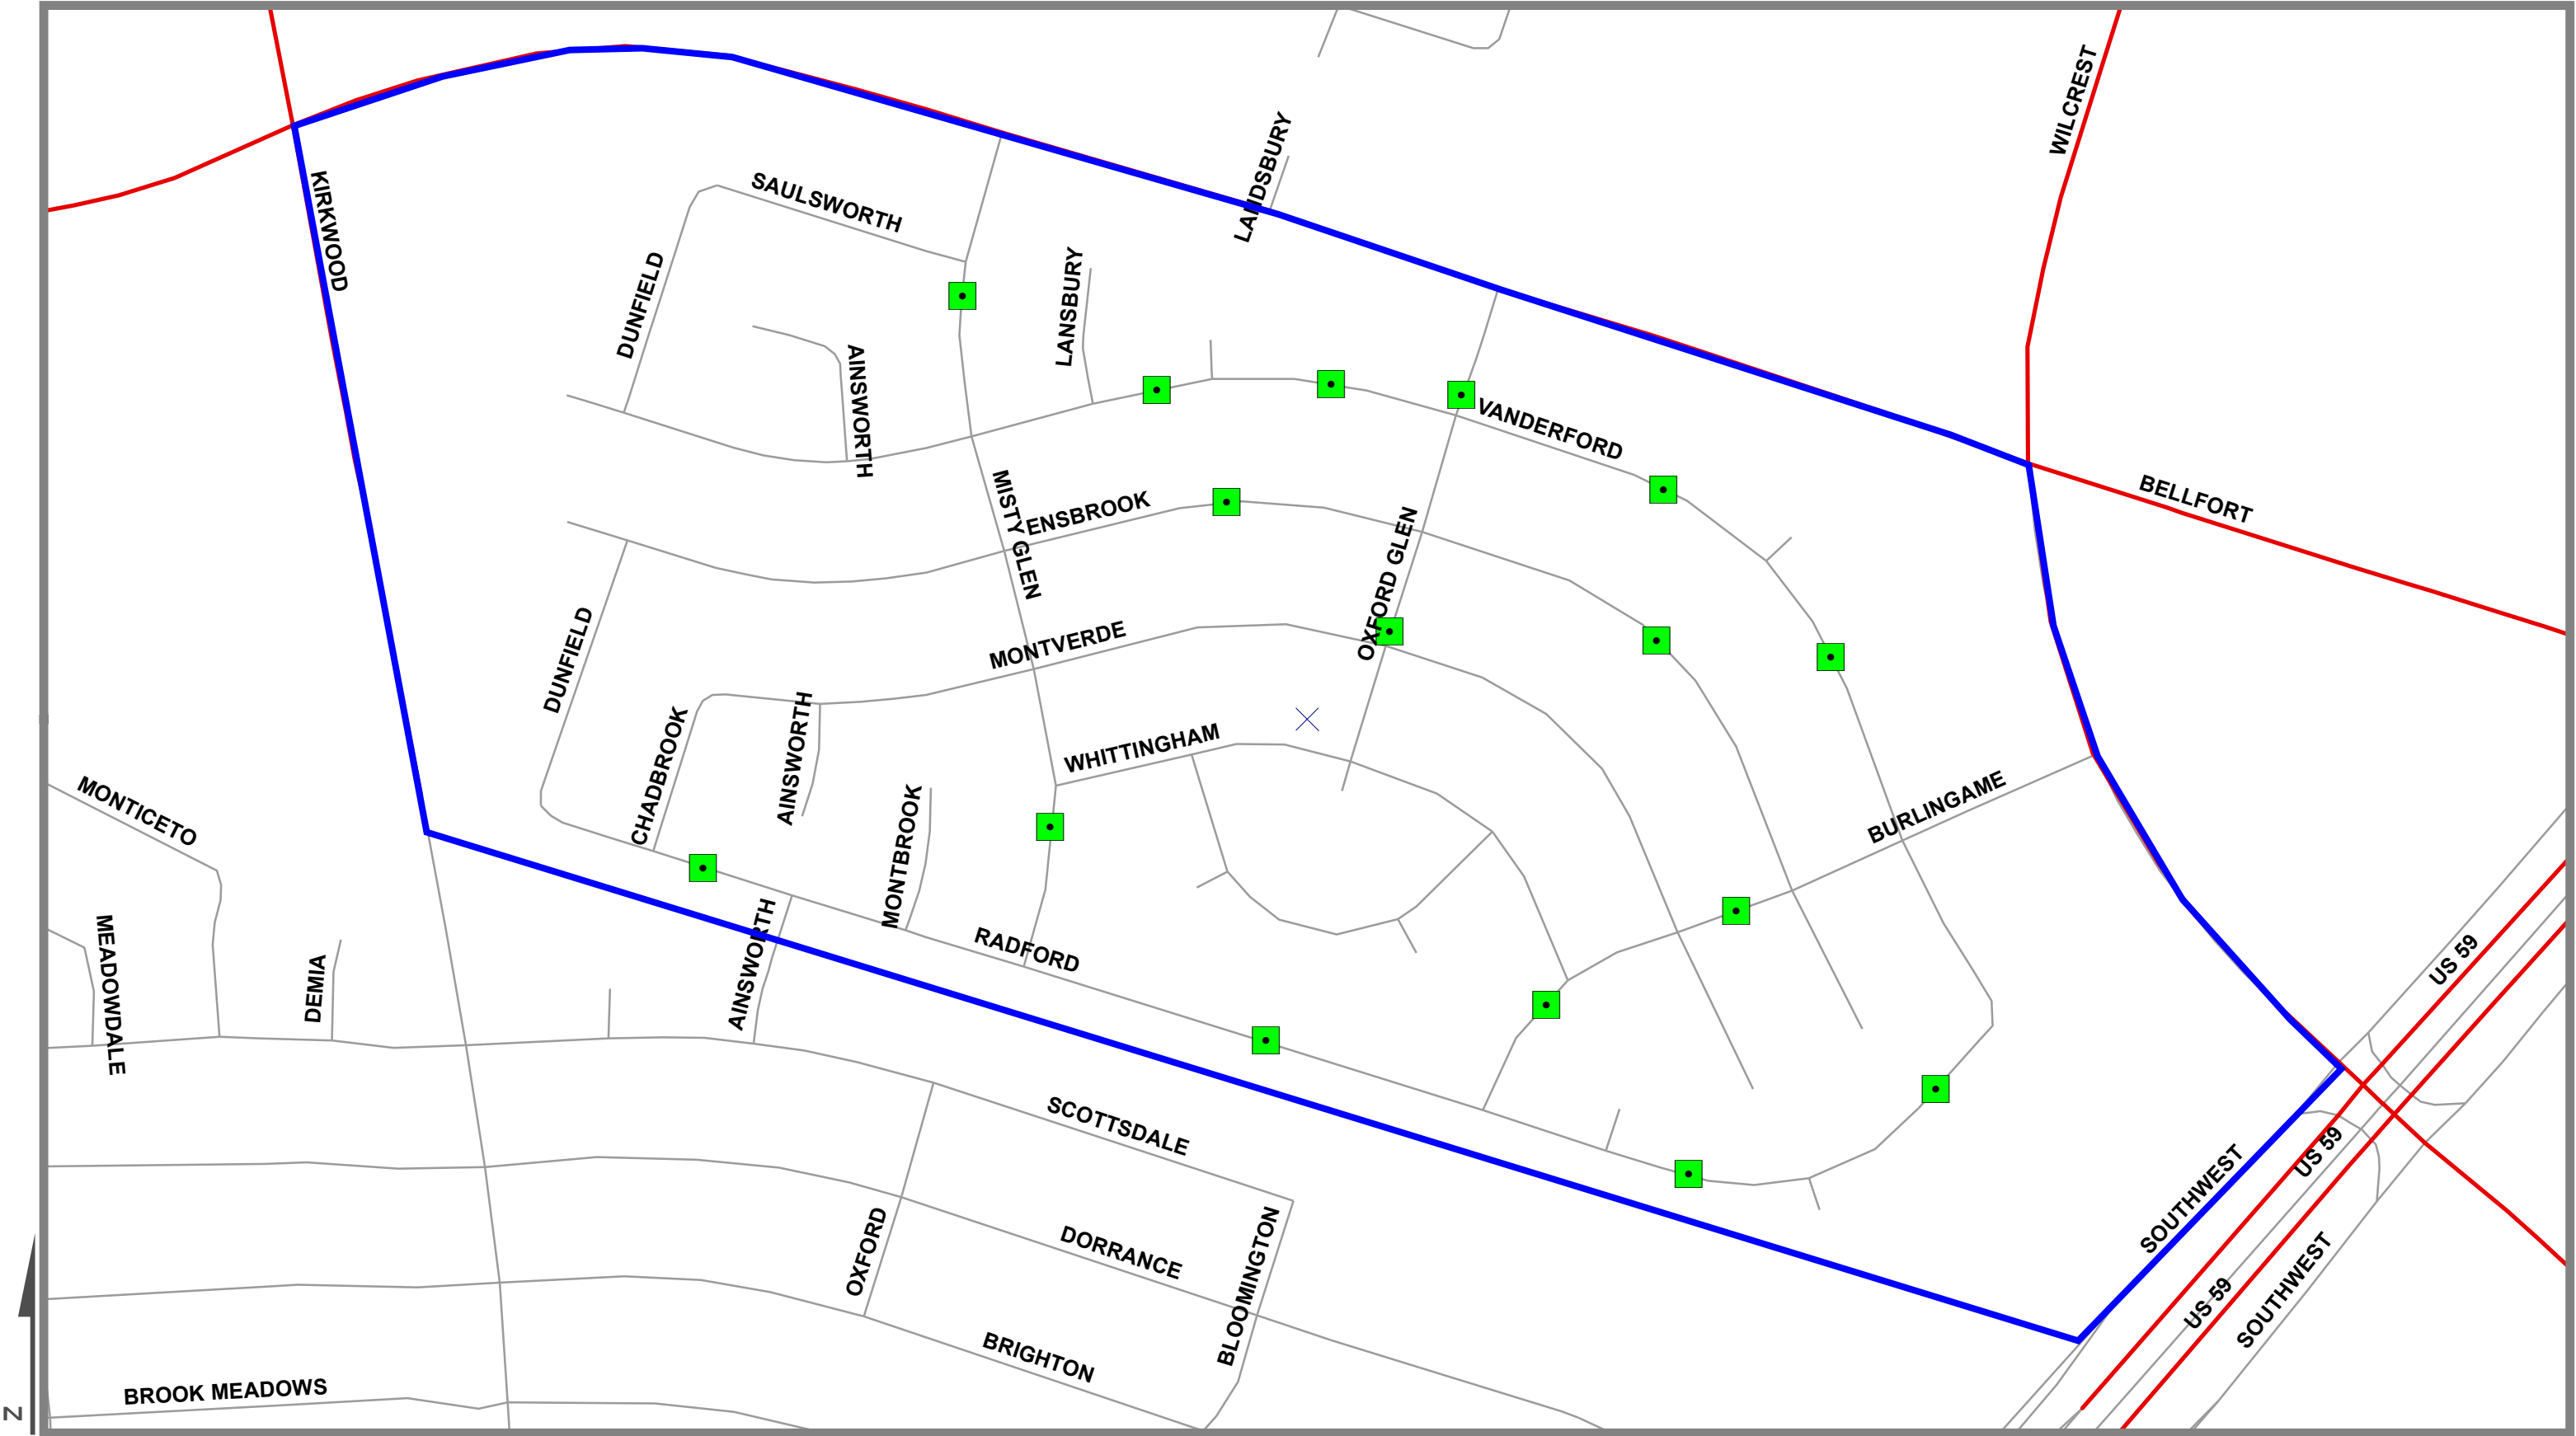 WILCREST
LANDSBURY
KIRKWOOD
SAULSWORTH
DUNFIELD
LANSBURY
AINSWORTH
VANDERFORD
BELLFORT
MISTY GLEN
ENSBROOK
OXFORD GLEN
MONTVERDE
DUNFIELD
CHADBROOK
AINSWORTH
WHITTINGHAM
MONTICETO
MONTBROOK
BURLINGAME
MEADOWDALE
DEMIA
AINSWORTH
RADFORD
US 59
SCOTTSDALE
US 59
SOUTHWEST
OXFORD
DORRANCE
BLOOMINGTON
US 59
SOUTHWEST
BRIGHTON
BROOK MEADOWS
N